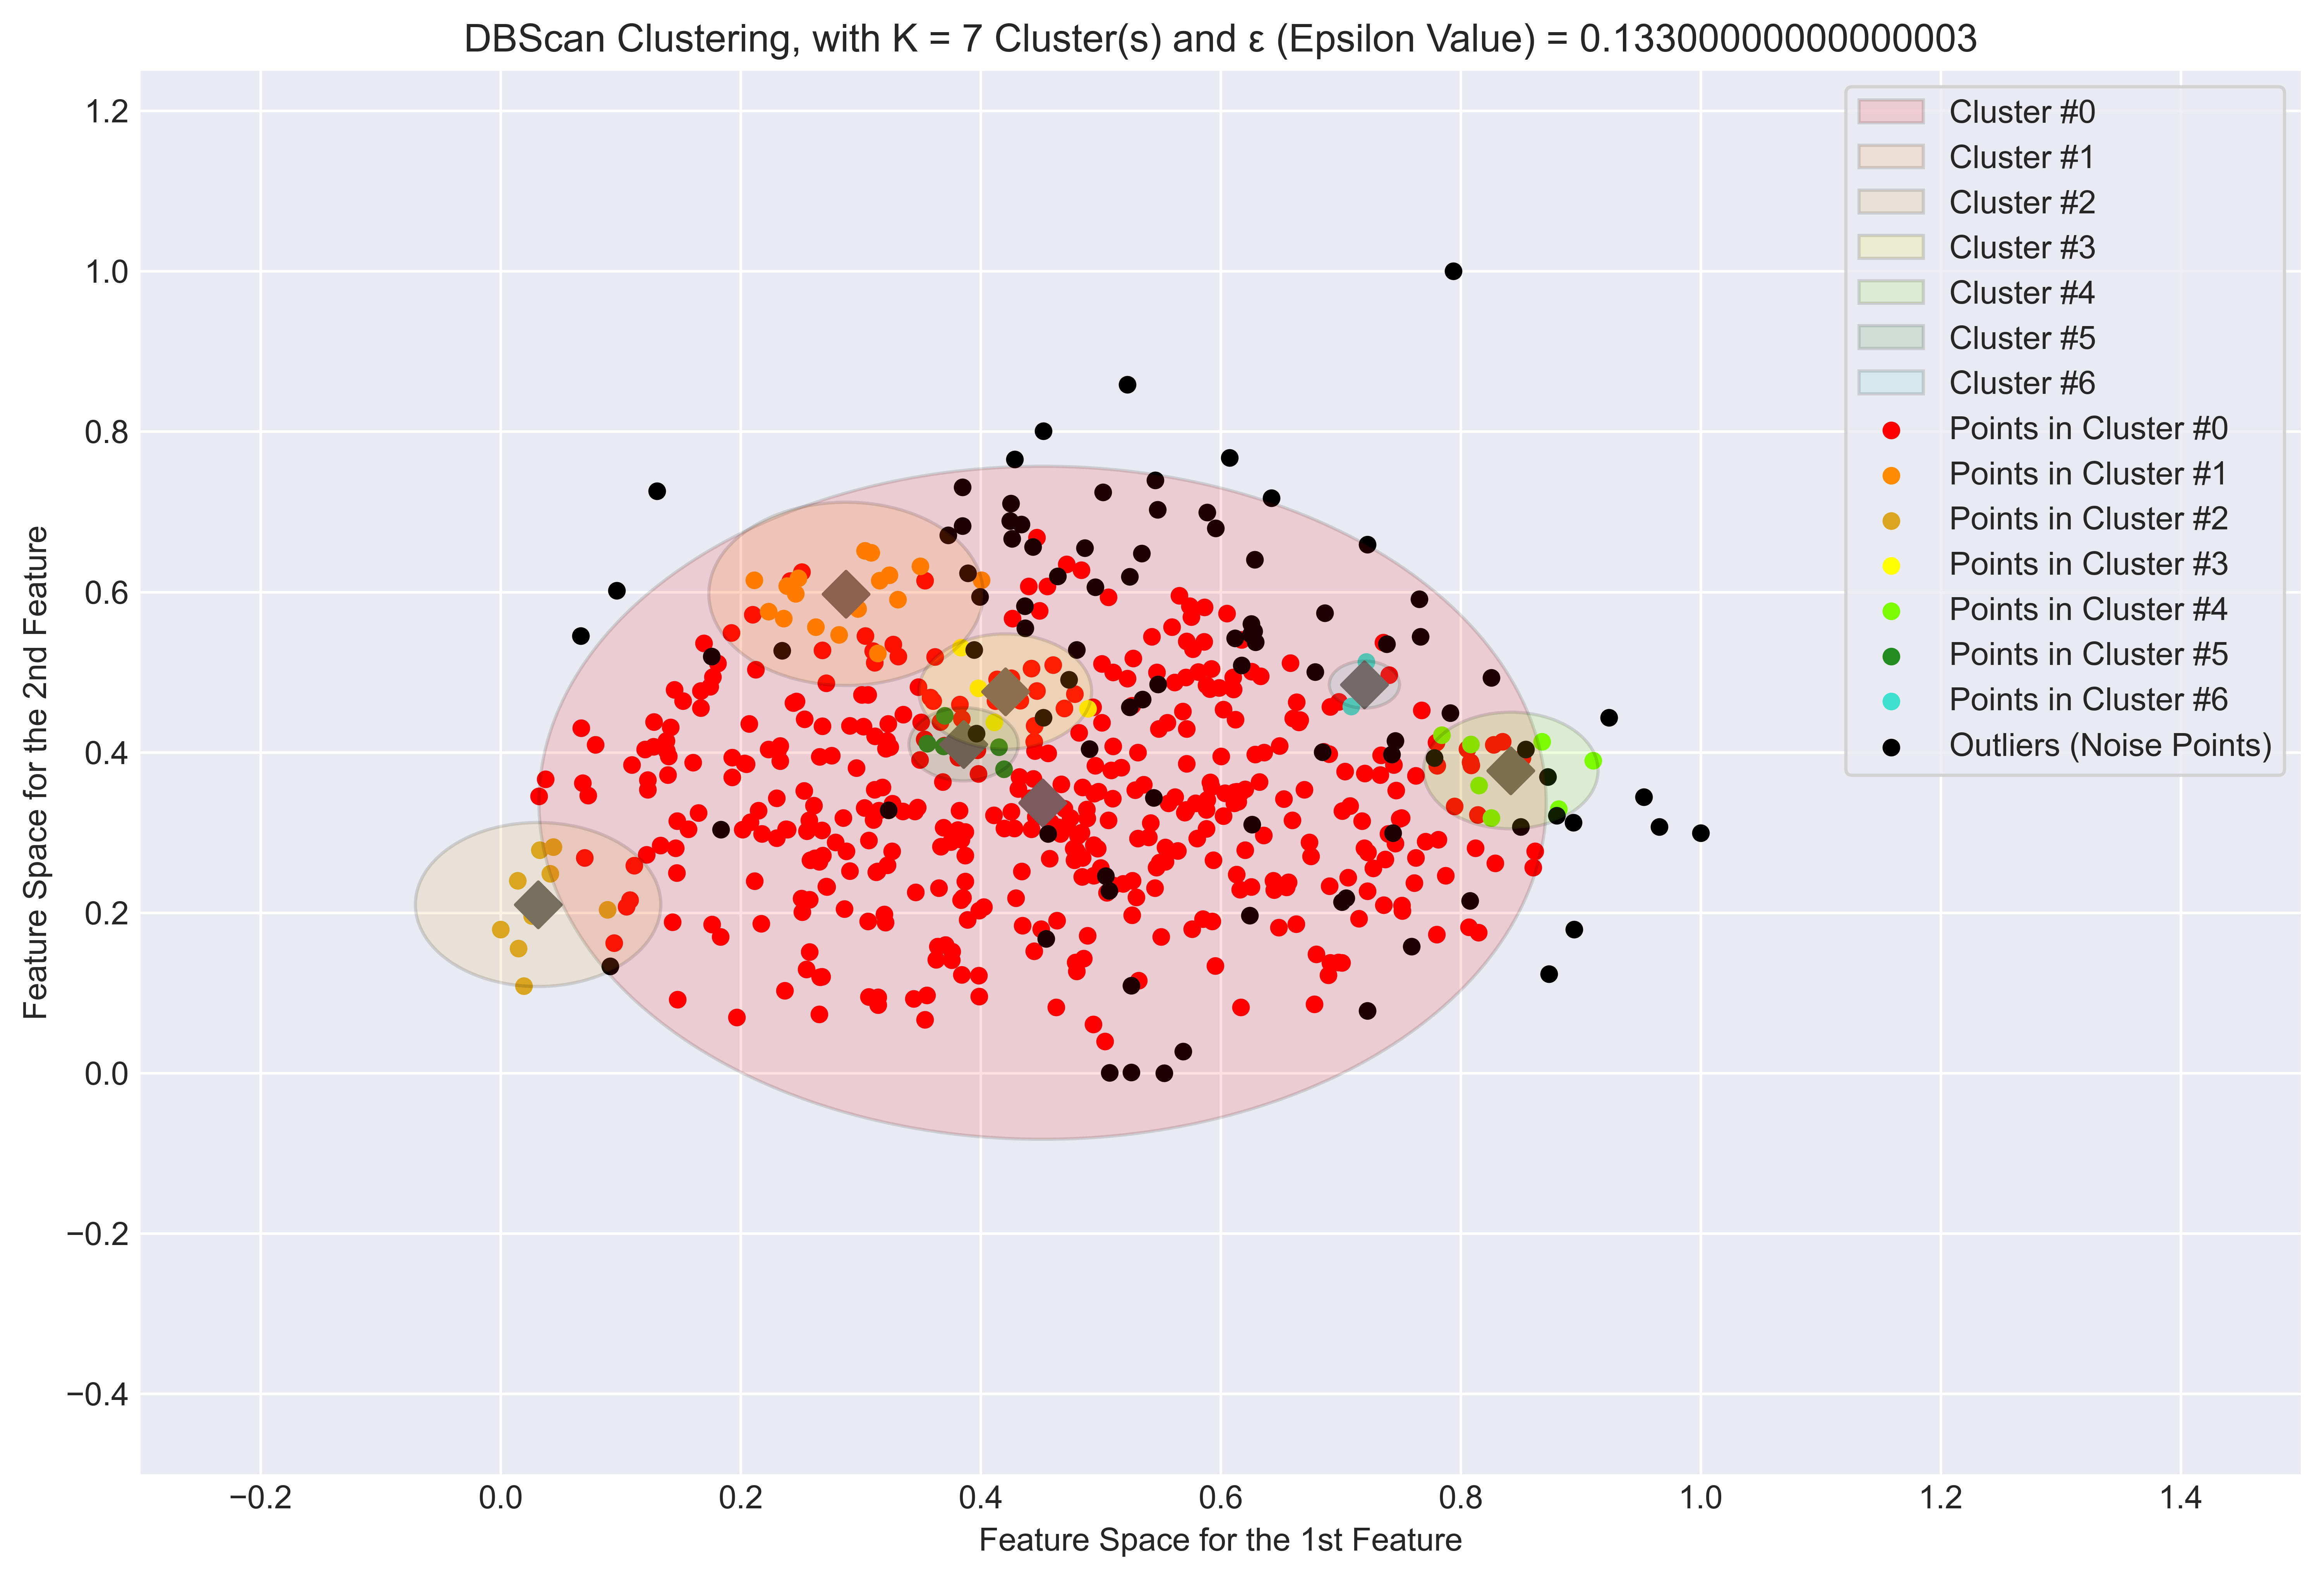 DBScan Clustering, with K = 7 Cluster(s) and ε (Epsilon Value) = 0.13300000000000003
1.2
1.0
0.8
0.6
0.4
0.2
0.0
−0.2
−0.4
Feature Space for the 2nd Feature
Cluster #0
Cluster #1
Cluster #2
Cluster #3
Cluster #4
Cluster #5
Cluster #6
Points in Cluster #0
Points in Cluster #1
Points in Cluster #2
Points in Cluster #3
Points in Cluster #4
Points in Cluster #5
Points in Cluster #6
Outliers (Noise Points)
−0.2 0.0 0.2 0.4 0.6 0.8 1.0 1.2 1.4
Feature Space for the 1st Feature